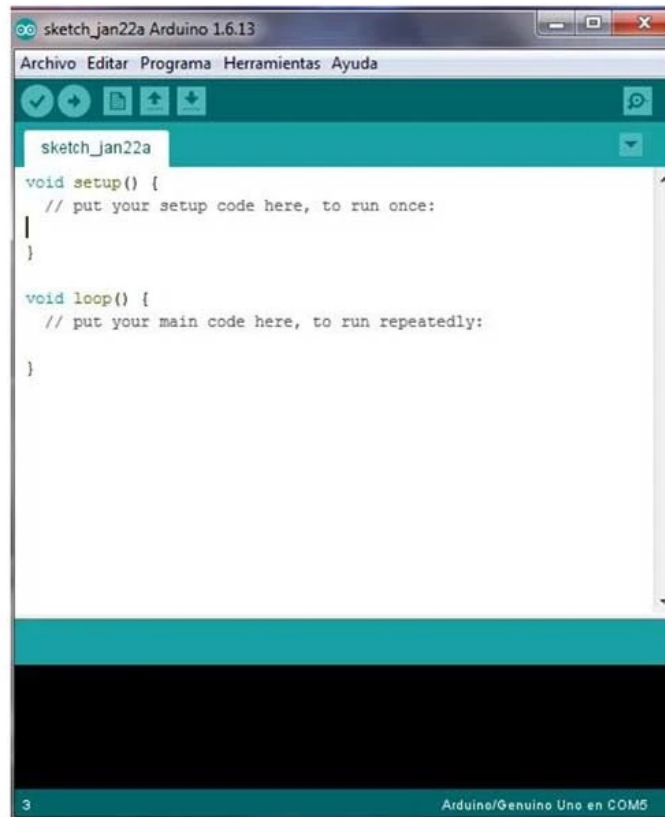 sketch_jan22a Arduino 1.6.13
Archivo Editar Programa Herramientas Ayuda
sketch_jan22a
void setup() {
  // put your setup code here, to run once:

}

void loop() {
  // put your main code here, to run repeatedly:

}
3 Arduino/Genuino Uno en COM5